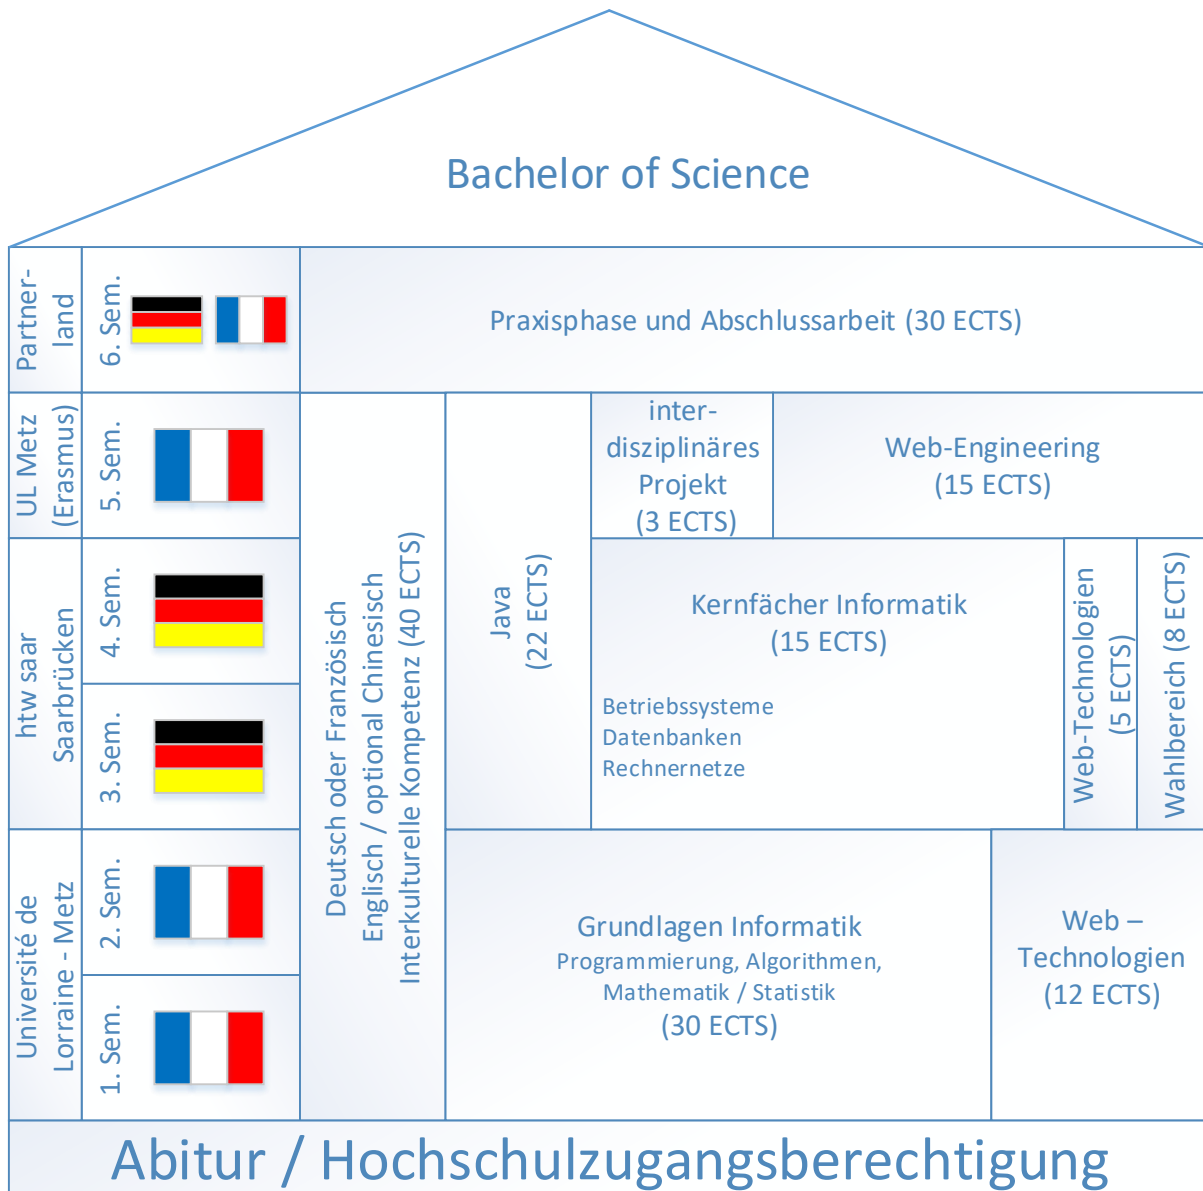 Bachelor of Science
Partner-
land
6. Sem.
Praxisphase und Abschlussarbeit (30 ECTS)
UL Metz
(Erasmus)
5. Sem.
Deutsch oder Französisch
Englisch / optional Chinesisch
Interkulturelle Kompetenz (40 ECTS)
Java
(22 ECTS)
inter-
disziplinäres
Projekt
(3 ECTS)
Web-Engineering
(15 ECTS)
htw saar
Saarbrücken
4. Sem.
3. Sem.
Kernfächer Informatik
(15 ECTS)
Betriebssysteme
Datenbanken
Rechnernetze
Web-Technologien
(5 ECTS)
Wahlbereich (8 ECTS)
Université de
Lorraine - Metz
2. Sem.
1. Sem.
Grundlagen Informatik
Programmierung, Algorithmen,
Mathematik / Statistik
(30 ECTS)
Web –
Technologien
(12 ECTS)
Abitur / Hochschulzugangsberechtigung